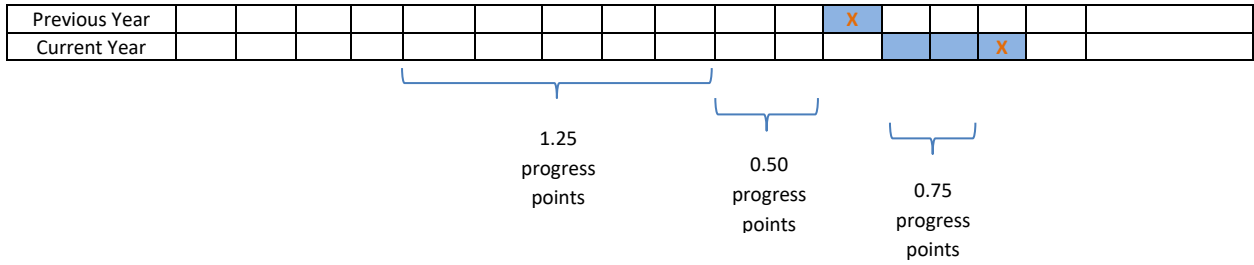 Previous Year X
Current Year X
1.25
progress
points
0.50
progress
points
0.75
progress
points